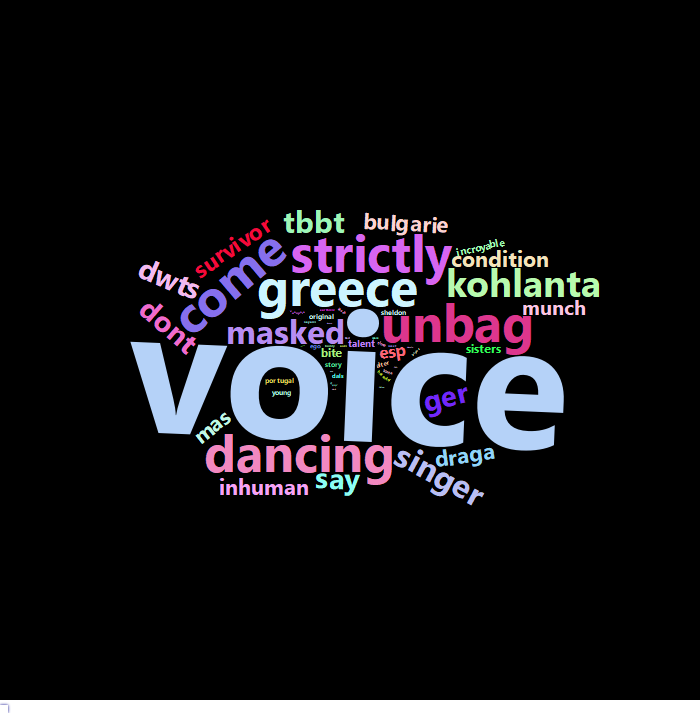 tbbt
bulgarie
survivor
strictly
incroyable
condition
come
dwts
greece
kohlanta
munch
dont
original
sheldon
unbag
masked
talent
sisters
bite
esp
story
dals
voice
portugal
young
ger
mas
dancing
singer
draga
inhuman
say